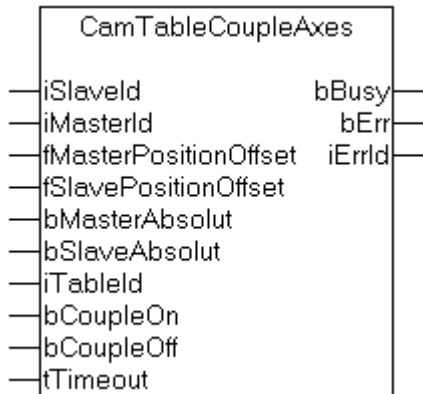 CamTableCoupleAxes
iSlaveId bBusy
iMasterId bErr
fMasterPositionOffset iErrId
fSlavePositionOffset
bMasterAbsolut
bSlaveAbsolut
iTableId
bCoupleOn
bCoupleOff
tTimeout